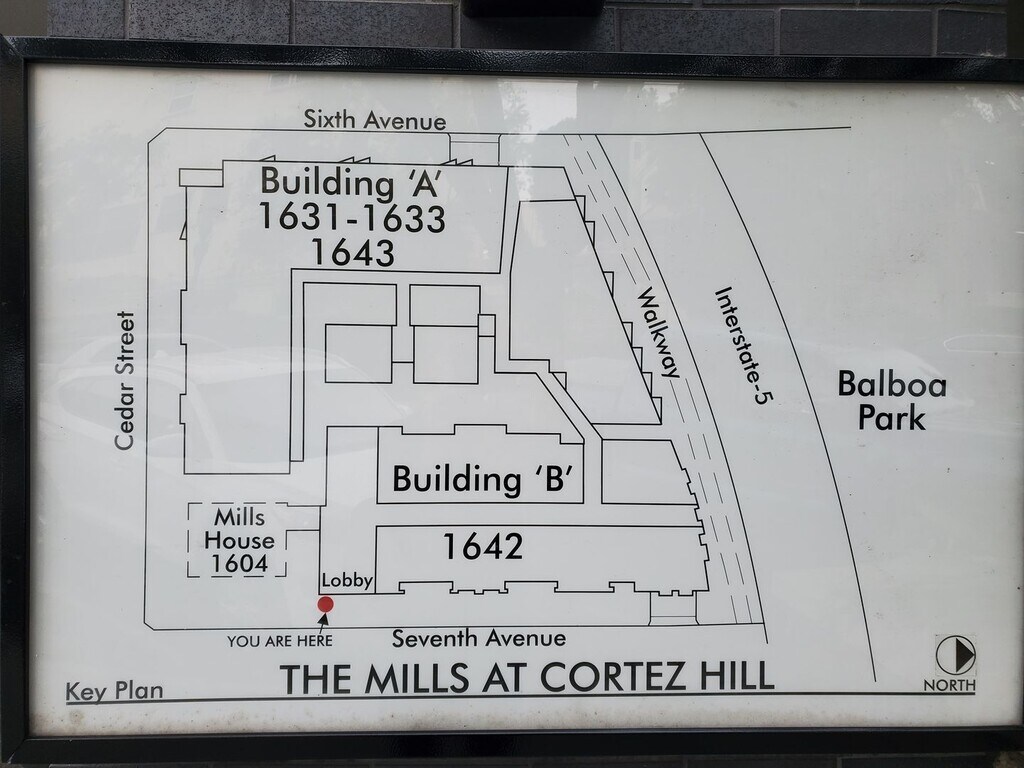 Sixth Avenue
Building ‘A’
1631-1633
1643
Cedar Street
Walkway
Interstate-5
Balboa
Park
Building ‘B’
Mills
House
1604
1642
Lobby
YOU ARE HERE
Seventh Avenue
THE MILLS AT CORTEZ HILL
Key Plan
NORTH